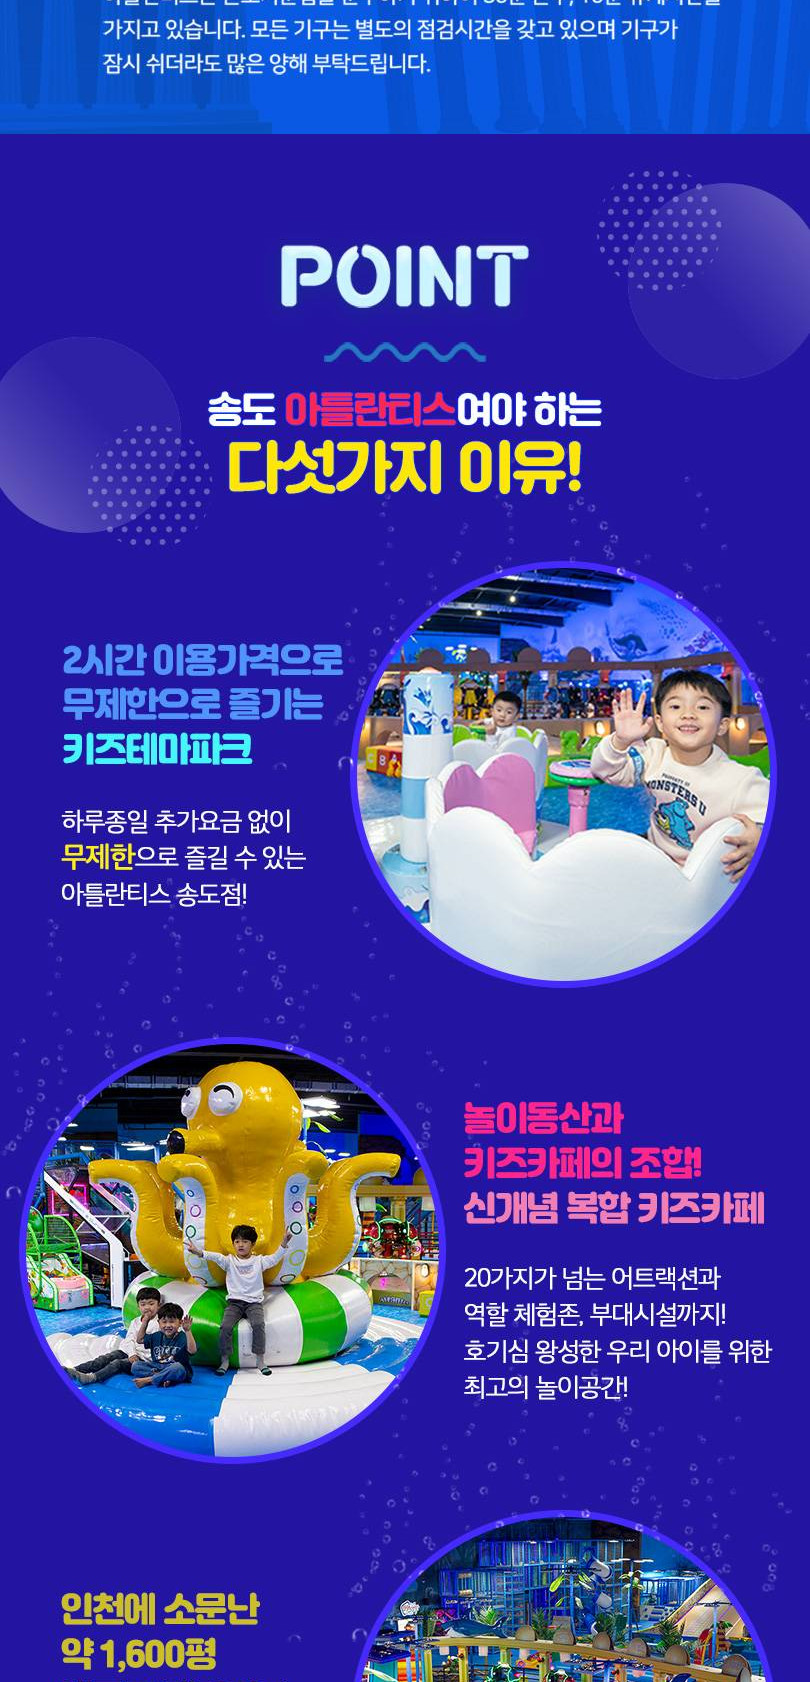 가지고 있습니다. 모든 기구는 별도의 점검시간을 갖고 있으며 기구가
잠시 쉬더라도 많은 양해 부탁드립니다.
POINT
송도 아틀란티스여야 하는
다섯가지 이유!
2시간 이용가격으로
무제한으로 즐기는
키즈테마파크
하루종일 추가요금 없이
무제한으로 즐길 수 있는
아틀란티스 송도점!
PROPERTY OF
MONSTERS U
놀이동산과
키즈카페의 조합!
신개념 복합 키즈카페
20가지가 넘는 어트랙션과
역할 체험존, 부대시설까지!
호기심 왕성한 우리 아이를 위한
최고의 놀이공간!
인천에 소문난
약 1,600평